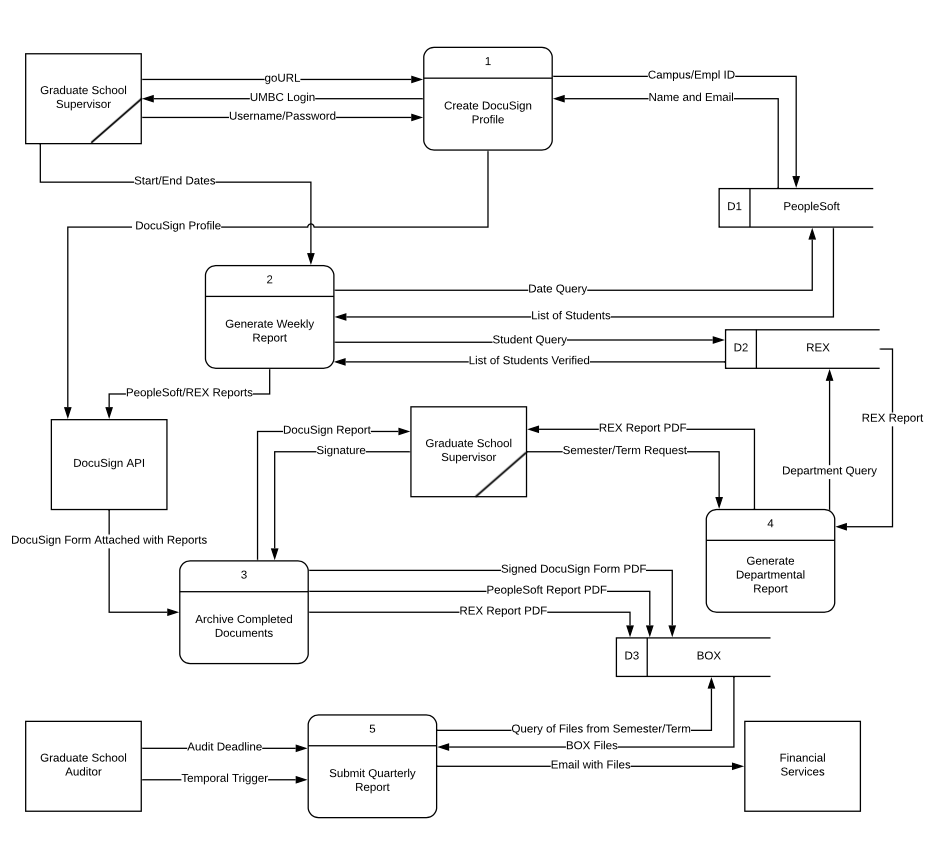 1
Graduate School
Supervisor
goURL
UMBC Login
Username/Password
Create DocuSign
Profile
Campus/Empl ID
Name and Email
Start/End Dates
D1
PeopleSoft
DocuSign Profile
2
Generate Weekly
Report
Date Query
List of Students
Student Query
List of Students Verified
D2
REX
PeopleSoft/REX Reports
REX Report
DocuSign API
DocuSign Report
Signature
Graduate School
Supervisor
REX Report PDF
Semester/Term Request
Department Query
4
Generate
Departmental
Report
DocuSign Form Attached with Reports
3
Archive Completed
Documents
Signed DocuSign Form PDF
PeopleSoft Report PDF
REX Report PDF
D3
BOX
Graduate School
Auditor
Audit Deadline
Temporal Trigger
5
Submit Quarterly
Report
Query of Files from Semester/Term
BOX Files
Email with Files
Financial
Services